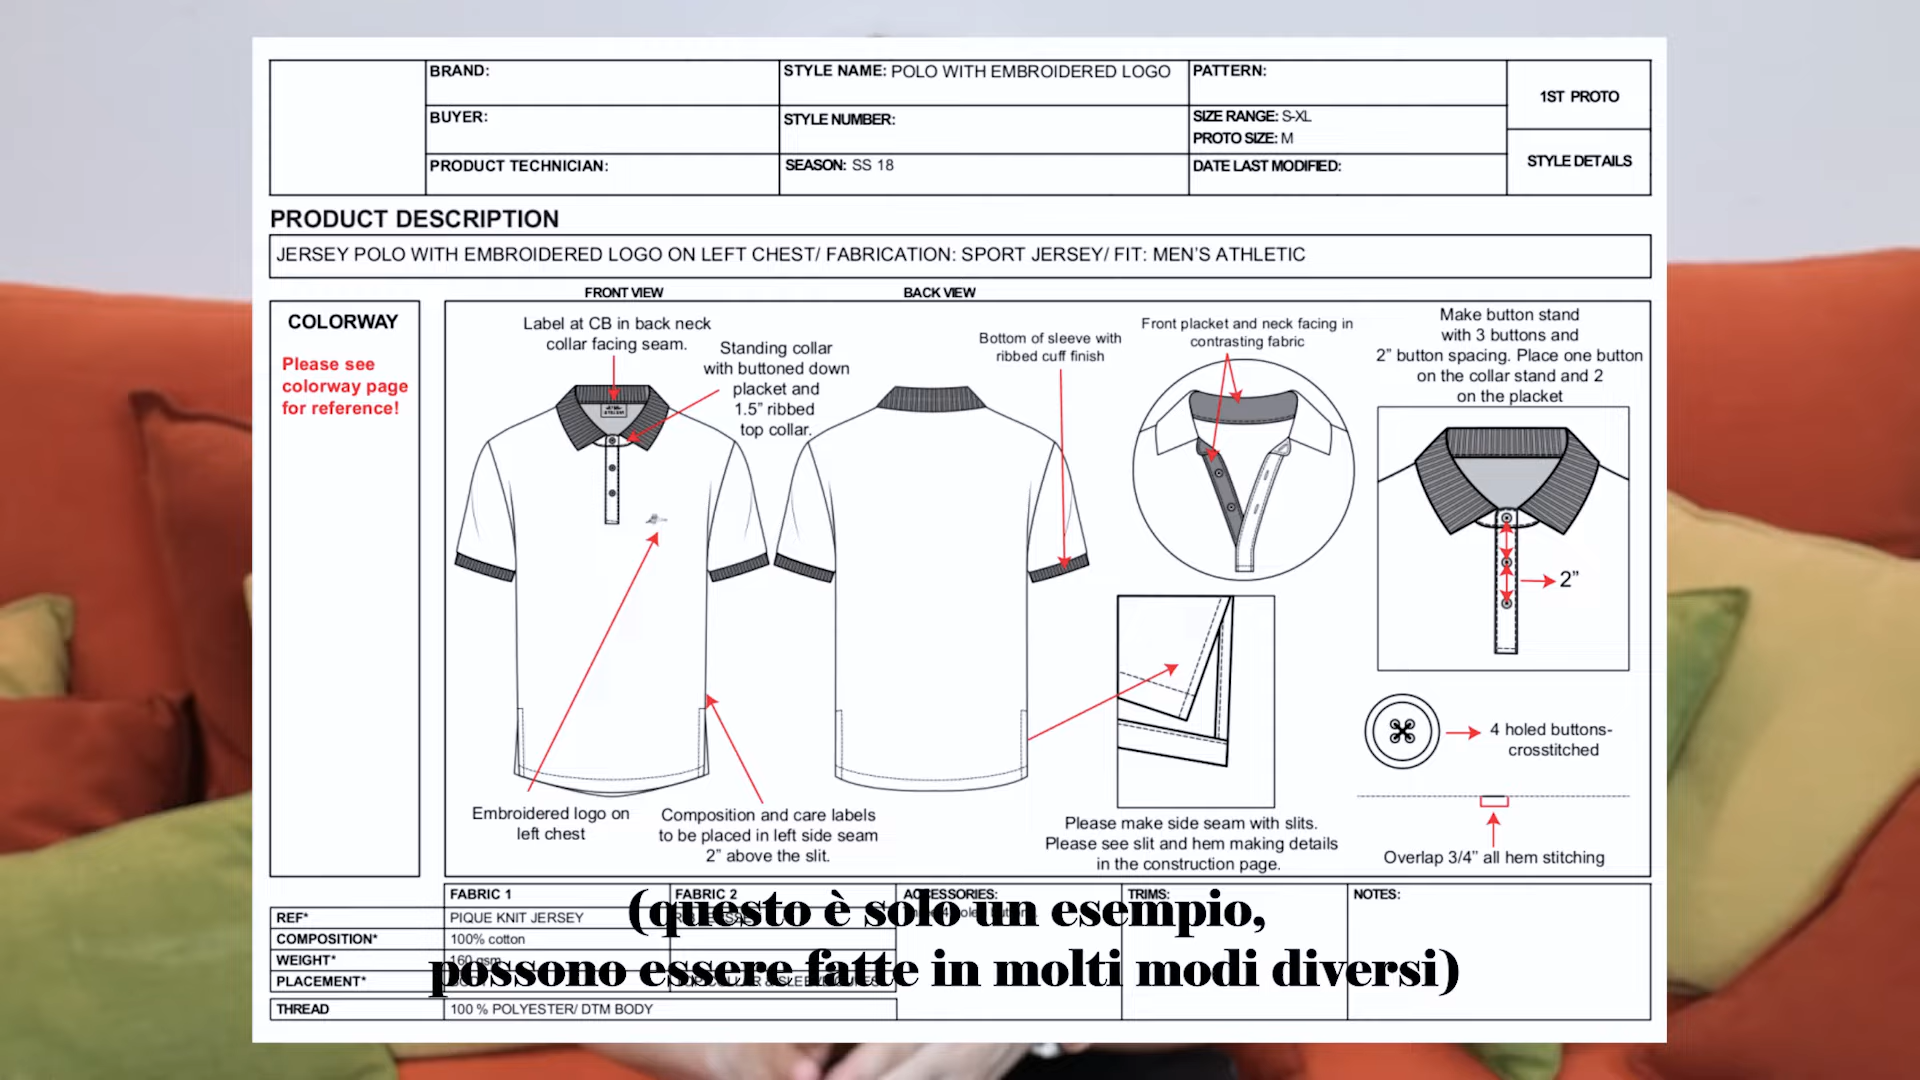 BRAND:
STYLE NAME: POLO WITH EMBROIDERED LOGO
PATTERN:
1ST PROTO
BUYER:
STYLE NUMBER:
SIZE RANGE: S-XL
PROTO SIZE: M
STYLE DETAILS
PRODUCT TECHNICIAN:
SEASON: SS 18
DATE LAST MODIFIED:
PRODUCT DESCRIPTION
JERSEY POLO WITH EMBROIDERED LOGO ON LEFT CHEST/ FABRICATION: SPORT JERSEY/ FIT: MEN'S ATHLETIC
COLORWAY
Please see
colorway page
for reference!
FRONT VIEW
BACK VIEW
Label at CB in back neck
collar facing seam.
Standing collar
with buttoned down
placket and
1.5” ribbed
top collar.
Bottom of sleeve with
ribbed cuff finish
Front placket and neck facing in
contrasting fabric
Make button stand
with 3 buttons and
2” button spacing. Place one button
on the collar stand and 2
on the placket
2”
4 holed buttons-
crosstitched
Embroidered logo on
left chest
Composition and care labels
to be placed in left side seam
2” above the slit.
Please make side seam with slits.
Please see slit and hem making details
in the construction page.
Overlap 3/4” all hem stitching
FABRIC 1
FABRIC 2
ACCESSORIES:
TRIMS:
NOTES:
REF*
PIQUE KNIT JERSEY
COMPOSITION*
100% cotton
WEIGHT*
160 gsm
PLACEMENT*
THREAD
100 % POLYESTER/ DTM BODY
(questo è solo un esempio,
possono essere fatte in molti modi diversi)